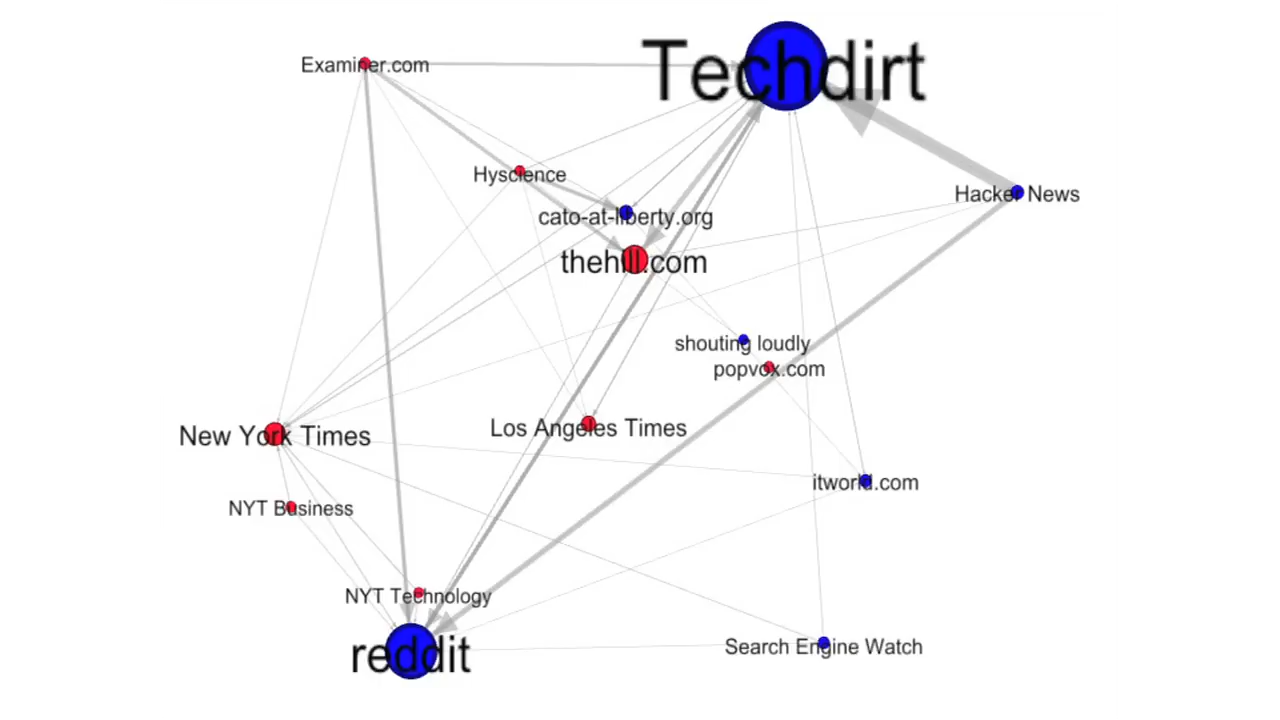 Techdirt
Examiner.com
Hyscience
Hacker News
cato-at-liberty.org
thehill.com
shouting loudly
popvox.com
New York Times
Los Angeles Times
itworld.com
NYT Business
NYT Technology
reddit
Search Engine Watch